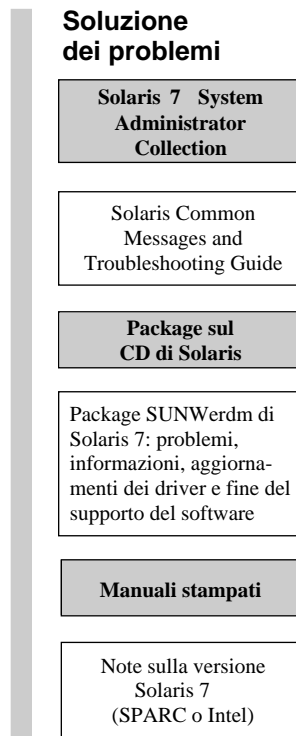 Soluzione
dei problemi
Solaris 7 System
Administrator
Collection
Solaris Common
Messages and
Troubleshooting Guide
Package sul
CD di Solaris
Package SUNWerdm di
Solaris 7: problemi,
informazioni, aggiorna-
menti dei driver e fine del
supporto del software
Manuali stampati
Note sulla versione
Solaris 7
(SPARC o Intel)